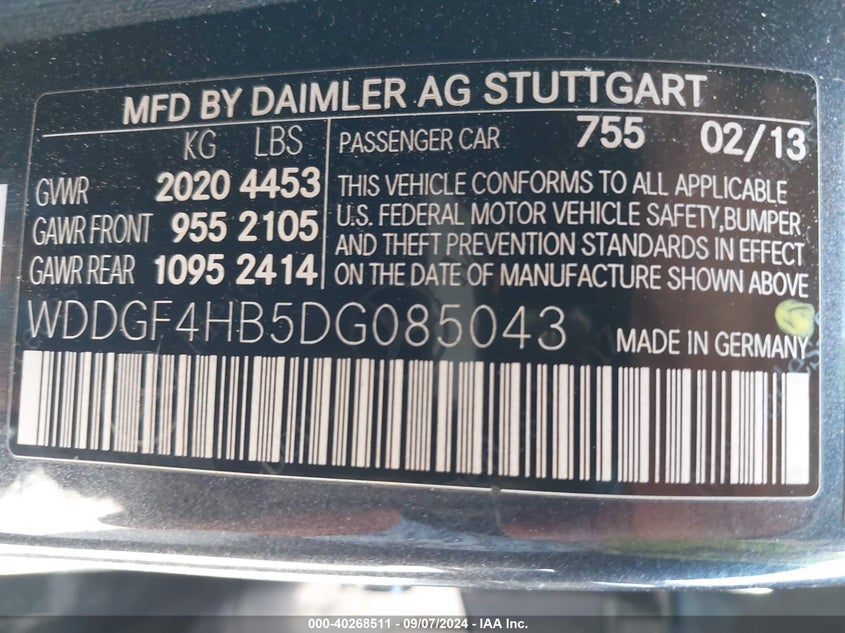 MFD BY DAIMLER AG STUTTGART
KG LBS
GVWR 2020 4453
GAWR FRONT 955 2105
GAWR REAR 1095 2414
PASSENGER CAR 755 02/13
THIS VEHICLE CONFORMS TO ALL APPLICABLE
U.S. FEDERAL MOTOR VEHICLE SAFETY,BUMPER
AND THEFT PREVENTION STANDARDS IN EFFECT
ON THE DATE OF MANUFACTURE SHOWN ABOVE
WDDGF4HB5DG085043
MADE IN GERMANY
000-40268511 - 09/07/2024 - IAA Inc.